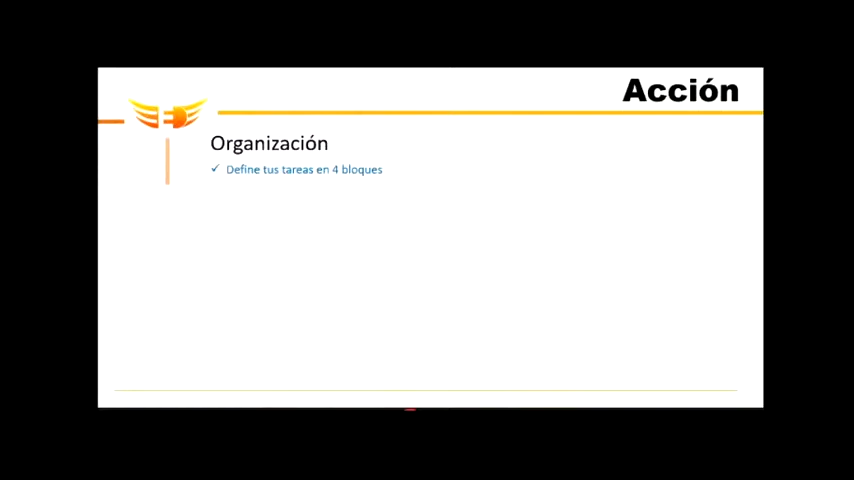 Acción
Organización
✓ Define tus tareas en 4 bloques